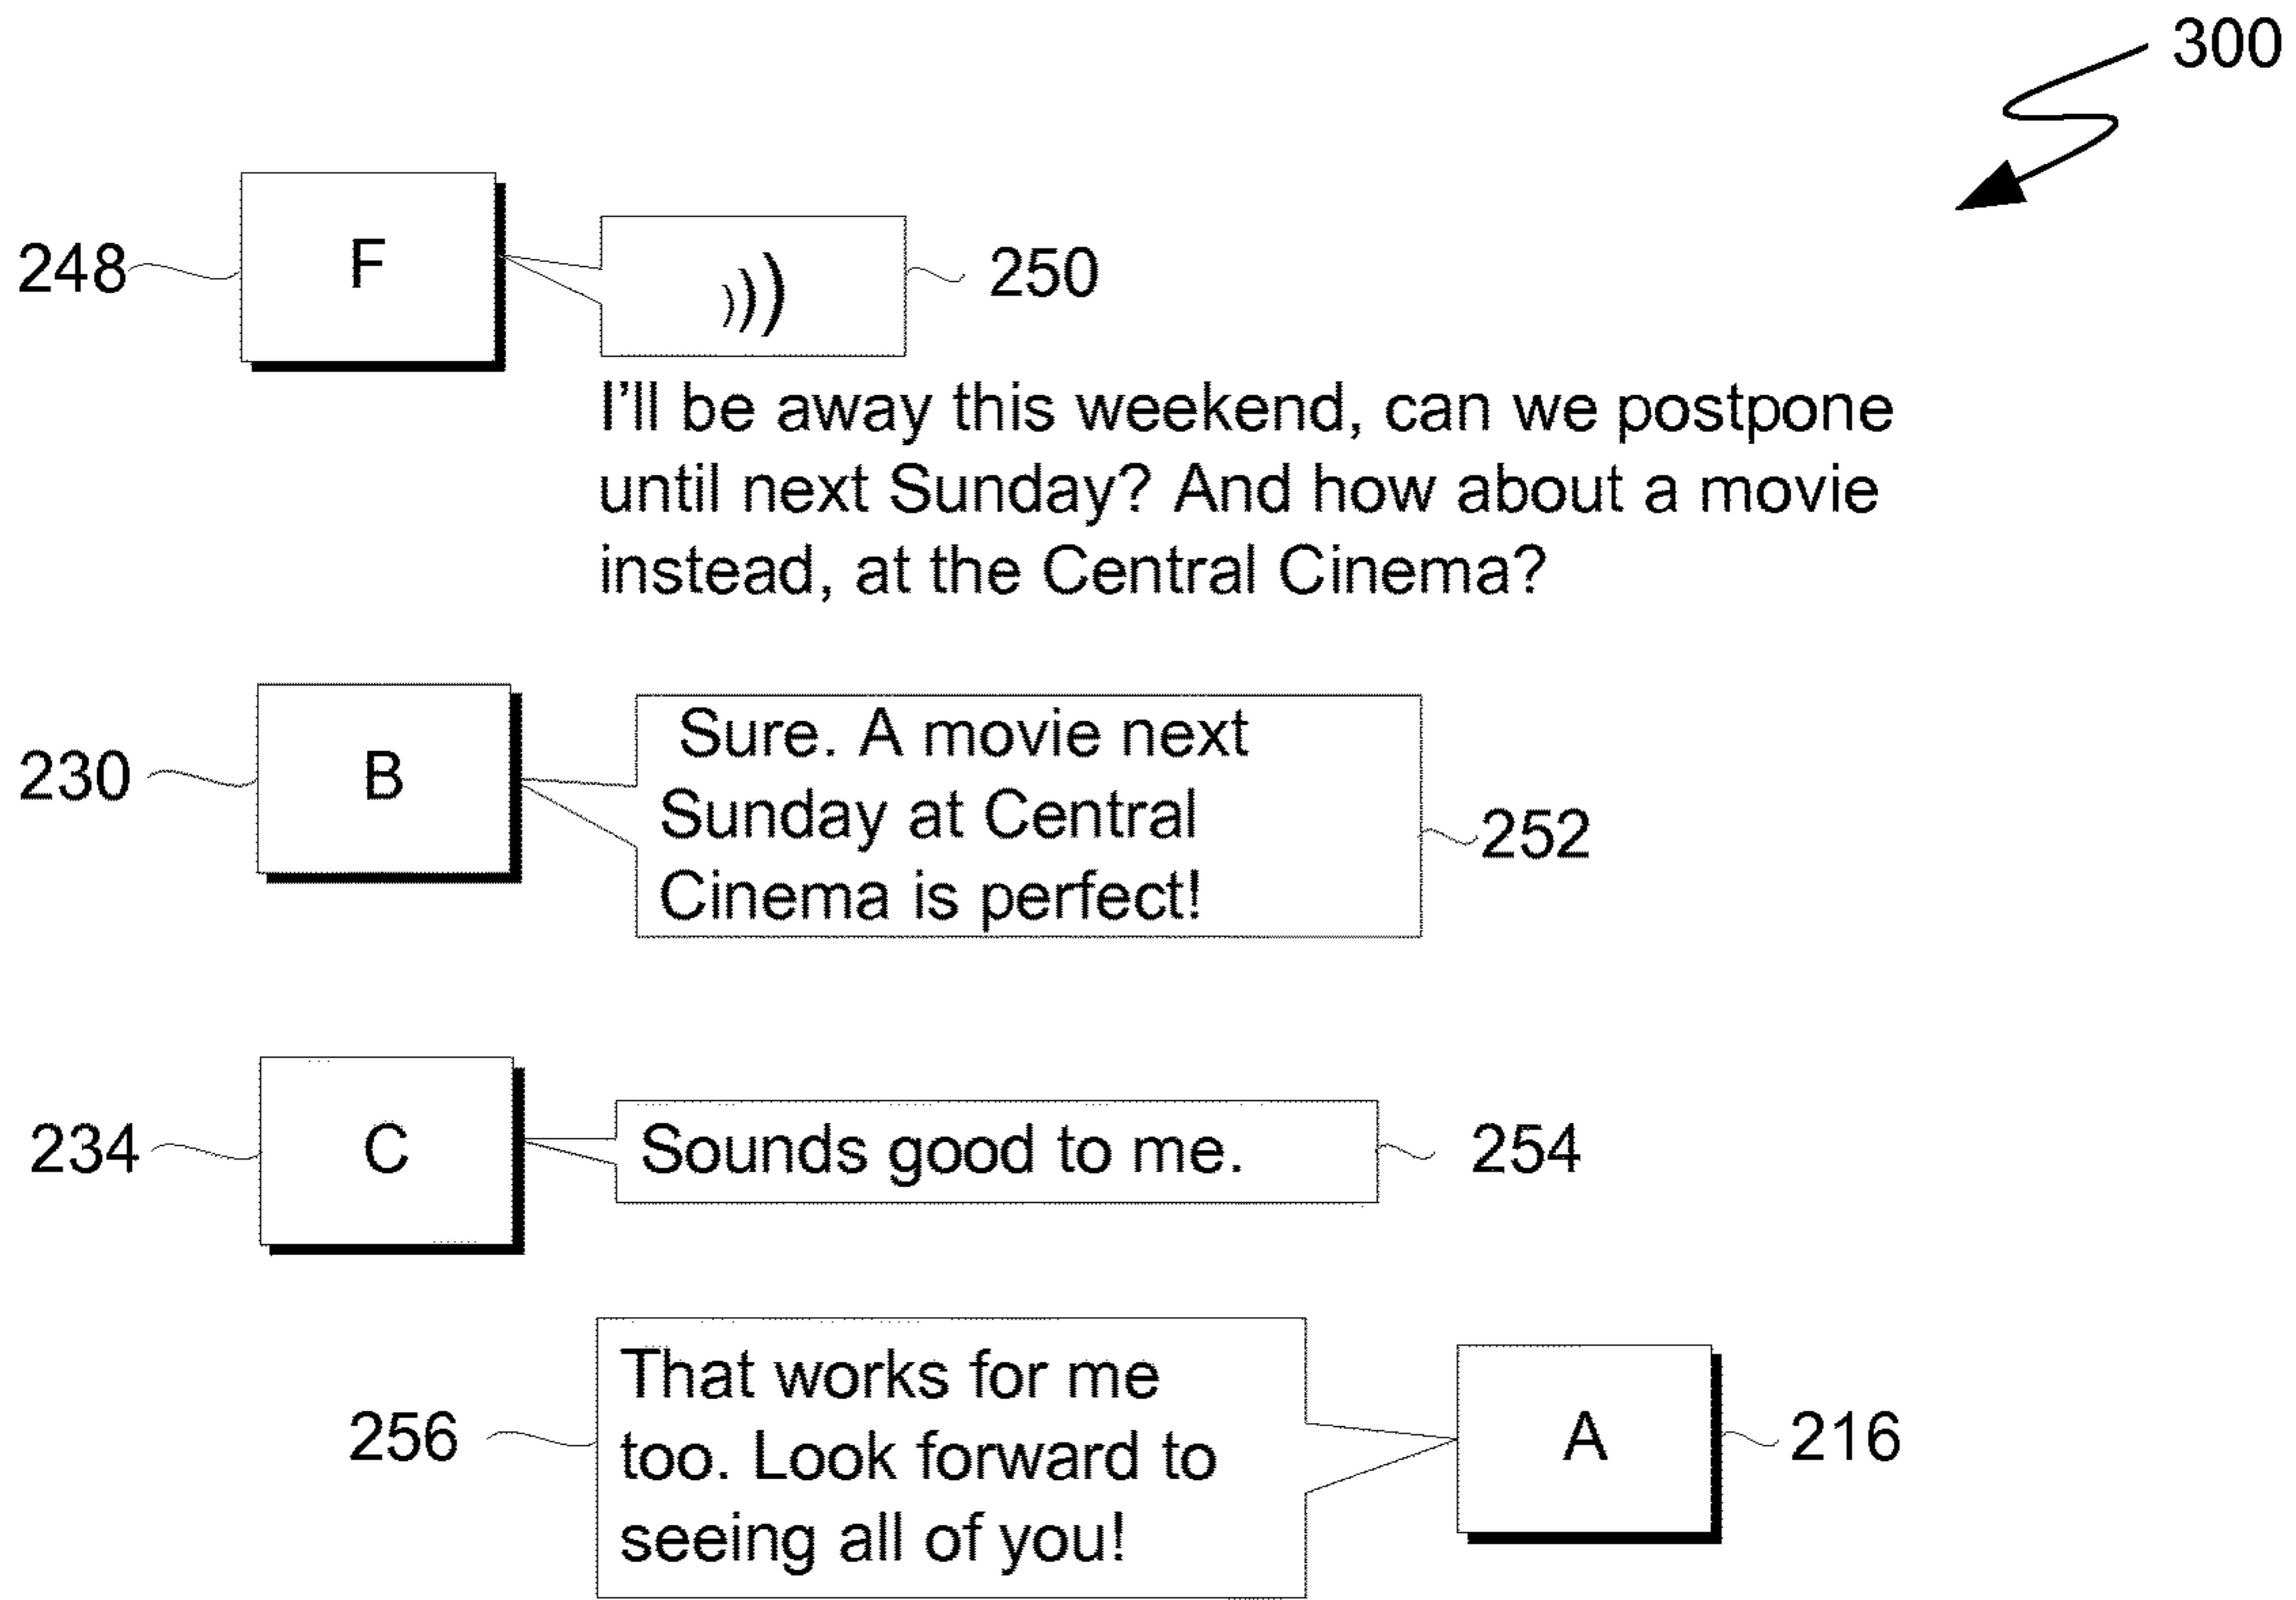 300
248 F ))) 250
I'll be away this weekend, can we postpone
until next Sunday? And how about a movie
instead, at the Central Cinema?
230 B
Sure. A movie next
Sunday at Central
Cinema is perfect!
252
234 C Sounds good to me. 254
256
That works for me
too. Look forward to
seeing all of you!
A 216